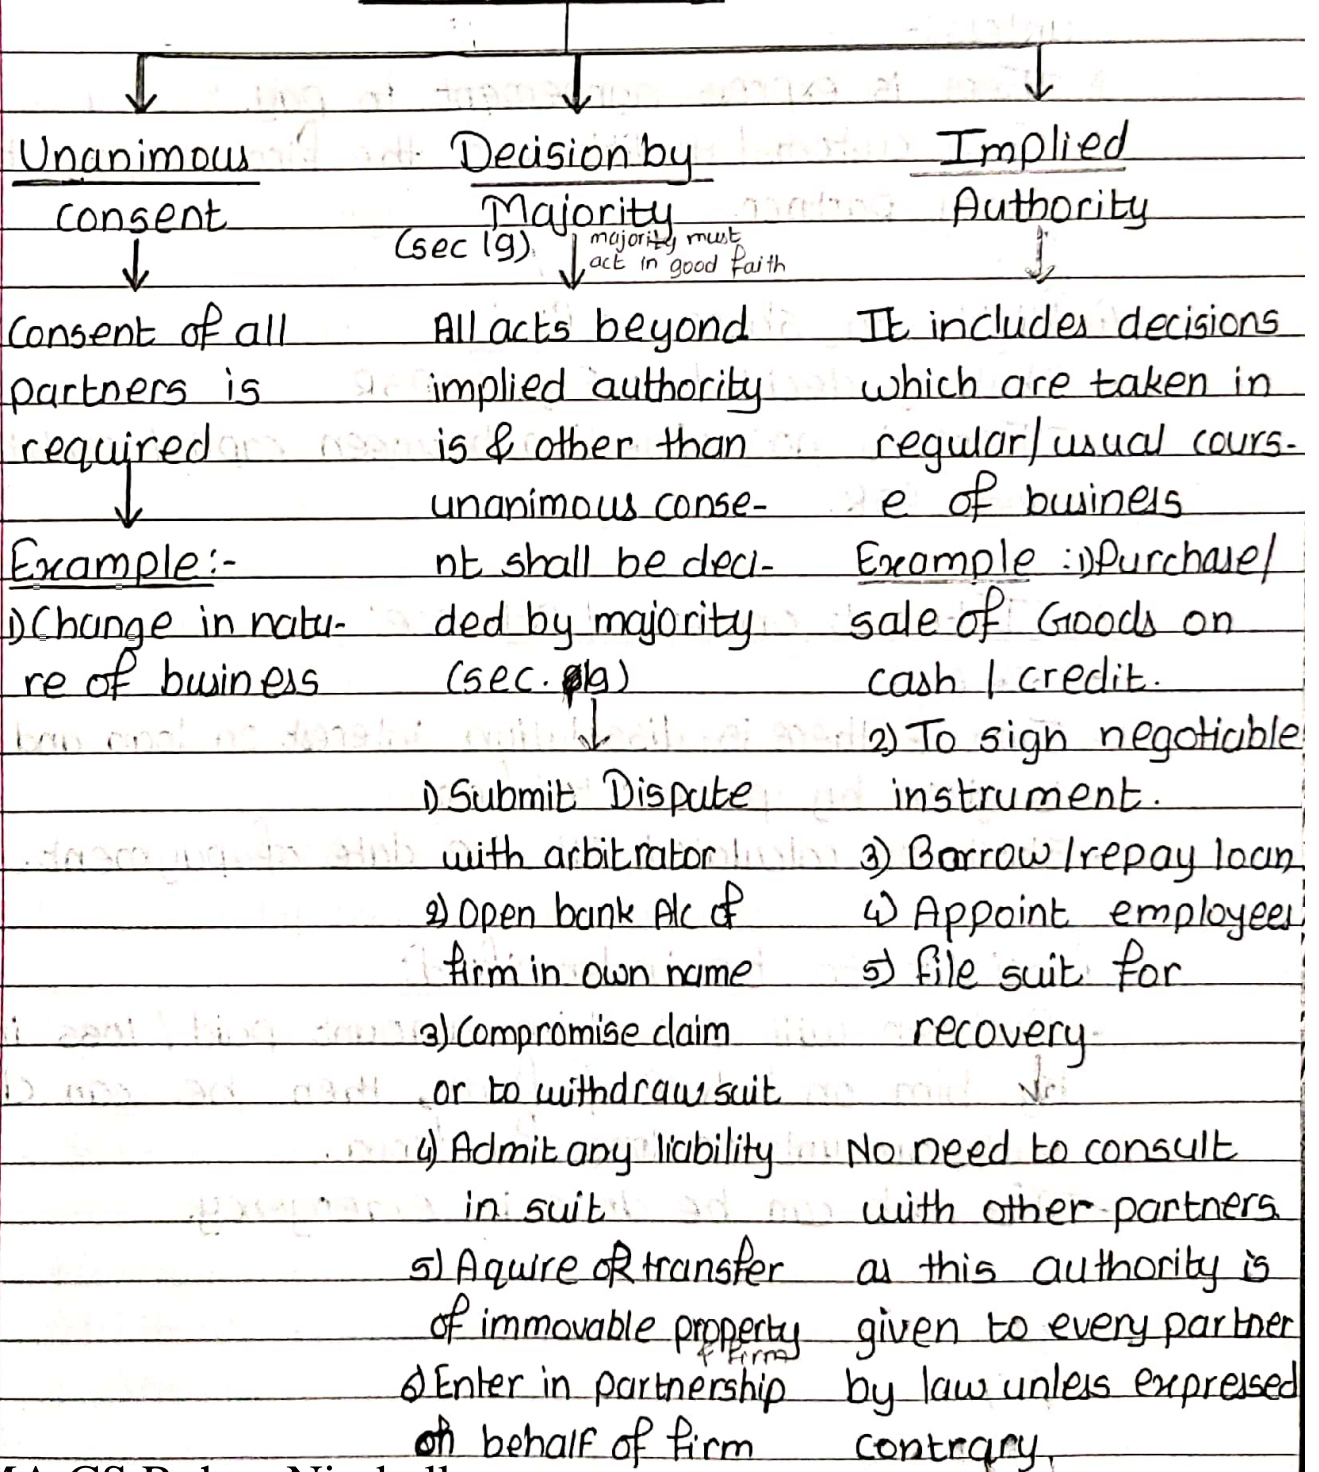 Unanimous
consent
Consent of all
partners is
required
Example:-
1) Change in natu-
re of business
Decision by
Majority
(sec 19)
majority must
act in good faith
All acts beyond
implied authority
is & other than
unanimous conse-
nt shall be deci-
ded by majority
(sec. 19)
1) Submit Dispute
with arbitrator
2) Open bank A/c of
firm in own name
3) Compromise claim
or to withdraw suit
4) Admit any liability
in suit
5) Aquire OR transfer
of immovable property
of firm
6) Enter in partnership
on behalf of firm
Implied
Authority
It includes decisions
which are taken in
regular/usual cours-
e of business
Example :1) Purchase/
sale of Goods on
cash / credit.
2) To sign negotiable
instrument.
3) Borrow/repay loan
4) Appoint employees
5) file suit for
recovery
No need to consult
with other partners
as this authority is
given to every partner
by law unless expressed
contrary